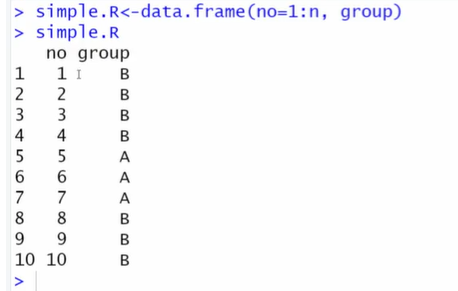 > simple.R<-data.frame(no=1:n, group)
> simple.R
   no group
1   1     B
2   2     B
3   3     B
4   4     B
5   5     A
6   6     A
7   7     A
8   8     B
9   9     B
10 10     B
>